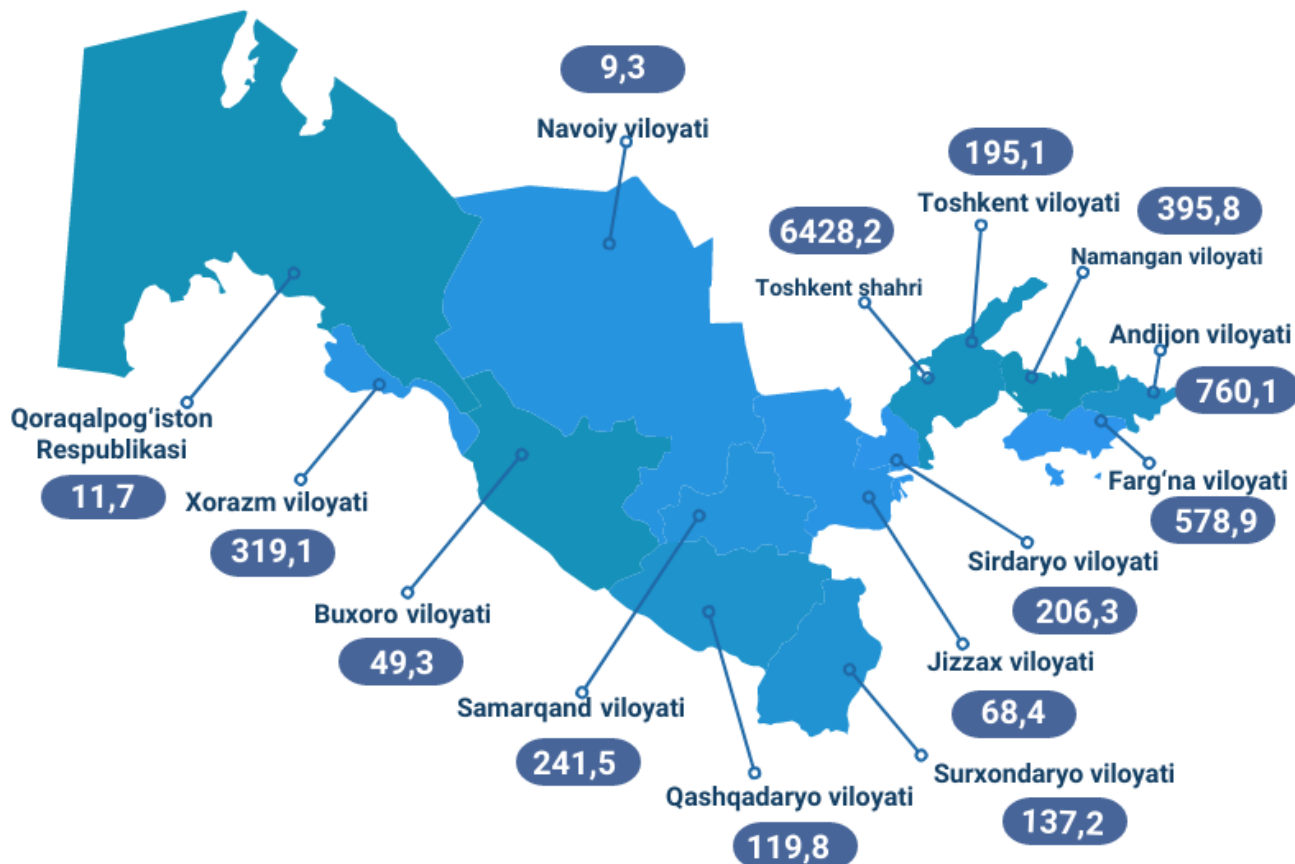 9,3
Navoiy viloyati
195,1
Toshkent viloyati
395,8
Namangan viloyati
6428,2
Toshkent shahri
Andijon viloyati
760,1
Qoraqalpog‘iston
Respublikasi
11,7
Xorazm viloyati
319,1
Farg‘na viloyati
578,9
Sirdaryo viloyati
206,3
Buxoro viloyati
49,3
Jizzax viloyati
68,4
Samarqand viloyati
241,5
Surxondaryo viloyati
137,2
Qashqadaryo viloyati
119,8